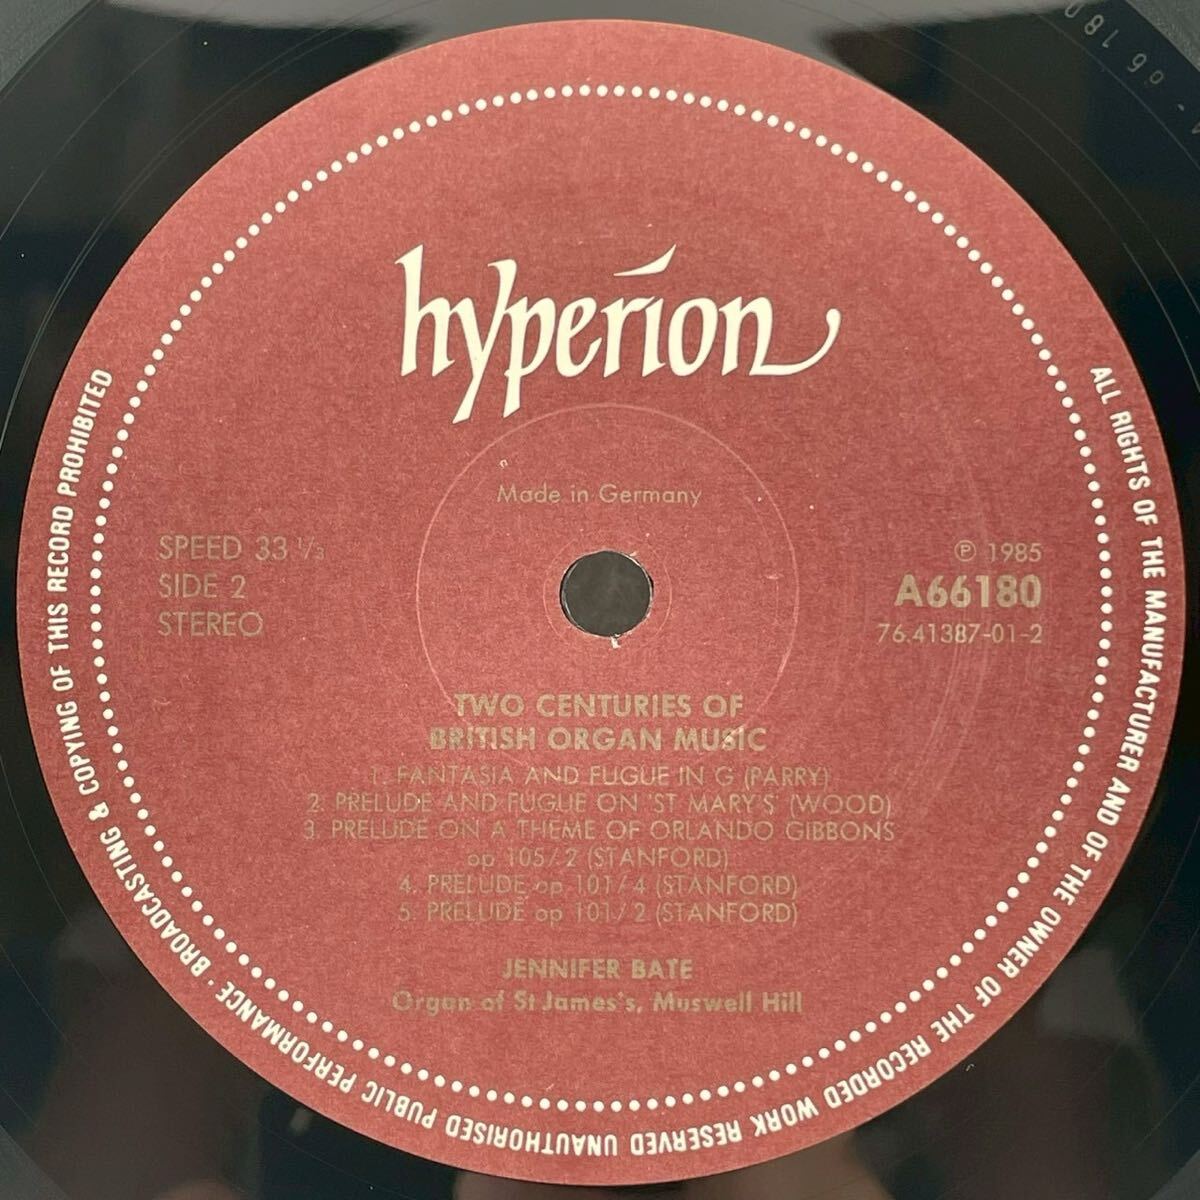 hyperion
Made in Germany
SPEED 33 1/3
SIDE 2
STEREO
℗ 1985
A66180
76.41387-01-2
TWO CENTURIES OF
BRITISH ORGAN MUSIC
1. FANTASIA AND FUGUE IN G (PARRY)
2. PRELUDE AND FUGUE ON 'ST MARY'S' (WOOD)
3. PRELUDE ON A THEME OF ORLANDO GIBBONS
op 105/2 (STANFORD)
4. PRELUDE op 101/4 (STANFORD)
5. PRELUDE op 101/2 (STANFORD)
JENNIFER BATE
Organ of St James's, Muswell Hill
ALL RIGHTS OF THE MANUFACTURER AND OF THE OWNER OF THE RECORDED WORK RESERVED UNAUTHORISED PUBLIC PERFORMANCE · BROADCASTING & COPYING OF THIS RECORD PROHIBITED